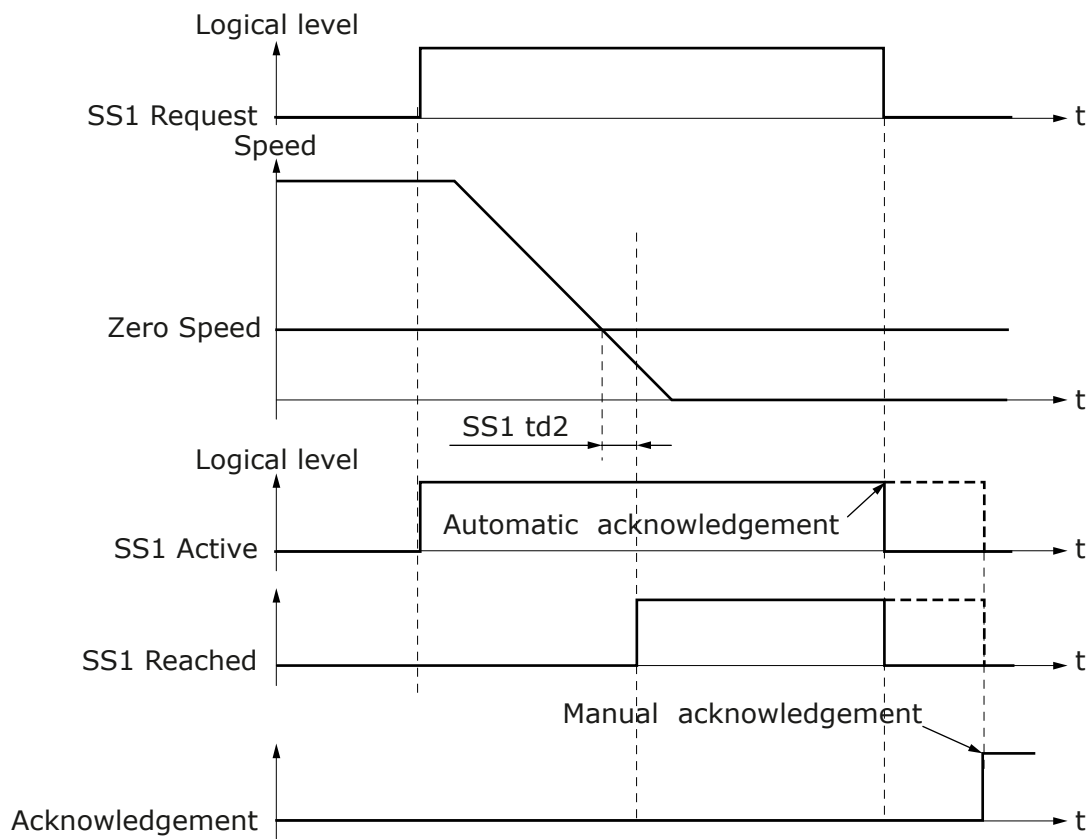 Logical level
SS1 Request
t
Speed
Zero Speed
t
SS1 td2
Logical level
Automatic acknowledgement
SS1 Active
t
SS1 Reached
t
Manual acknowledgement
Acknowledgement
t